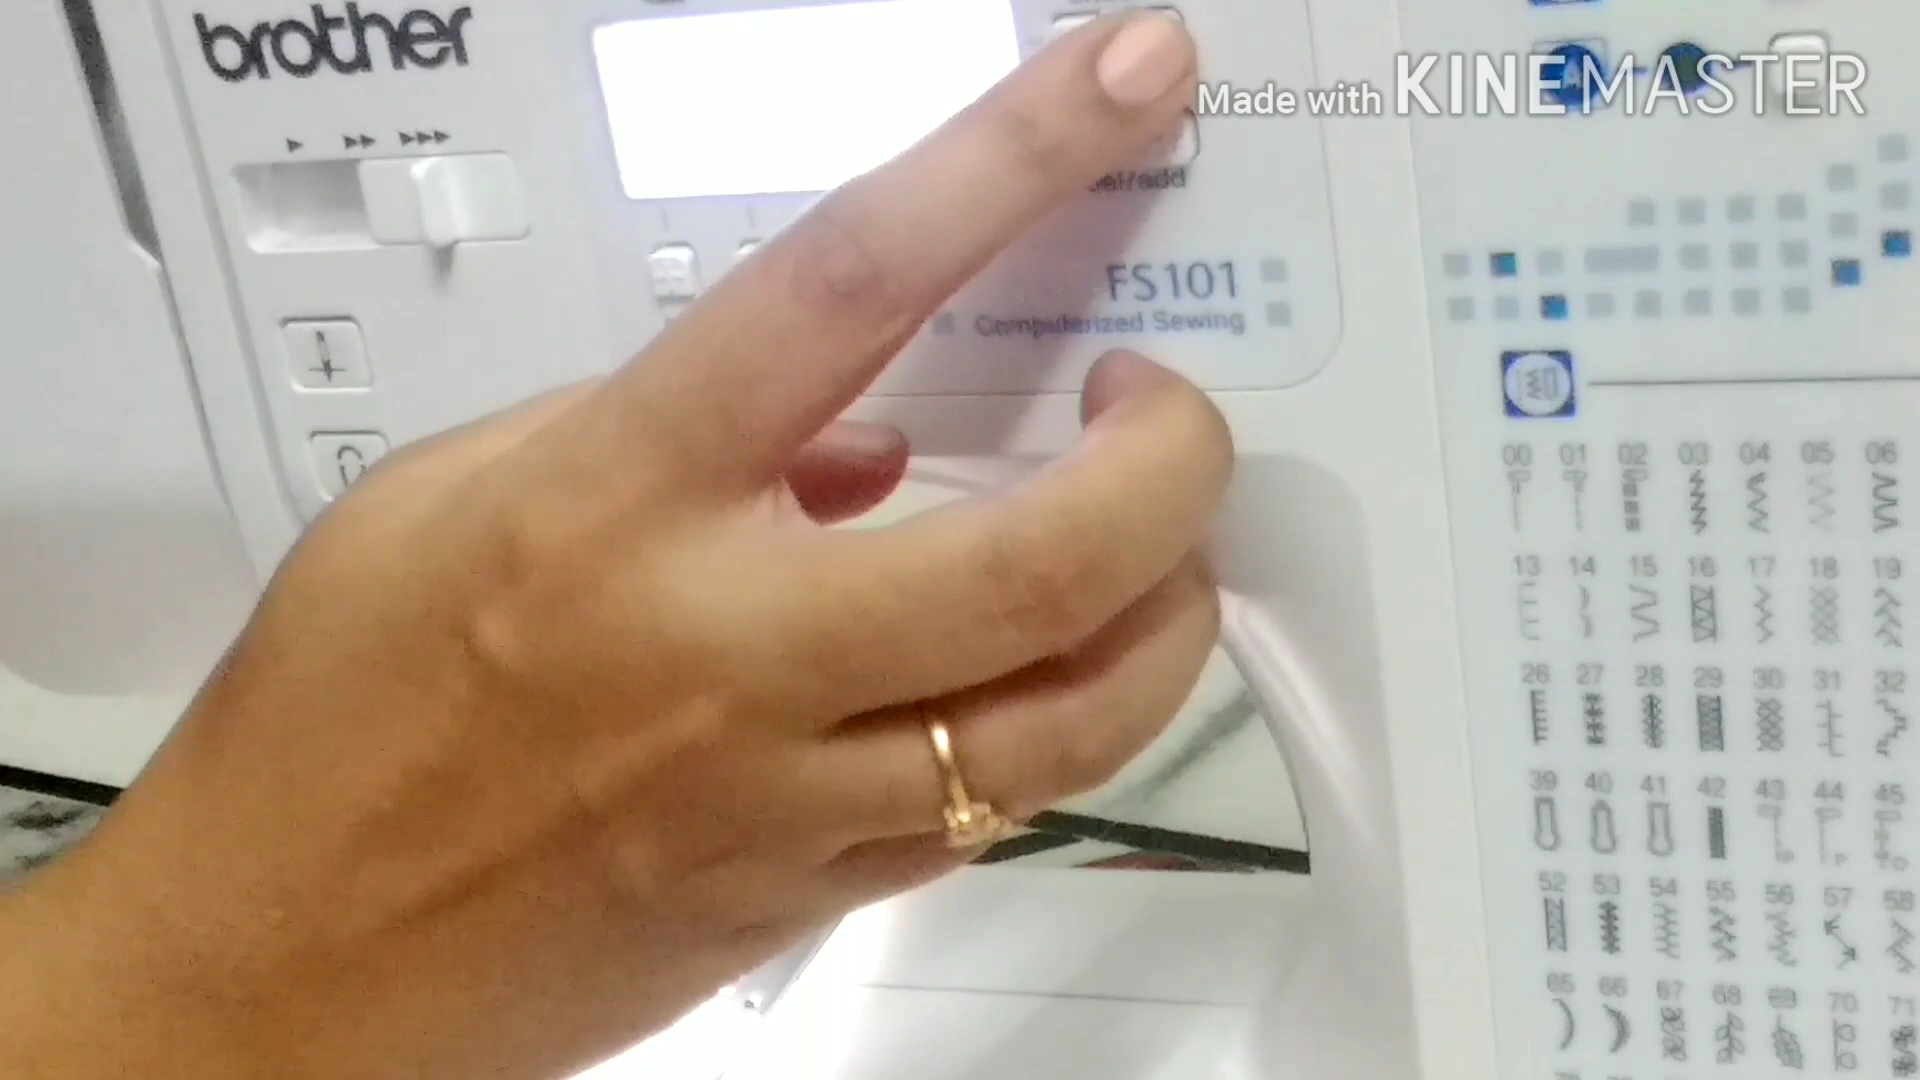 brother
Made with KINEMASTER
FS101
Computerized Sewing
00 01 02 03 04 05 06
13 14 15 16 17 18 19
26 27 28 29 30 31 32
39 40 41 42 43 44 45
52 53 54 55 56 57 58
65 66 67 68 69 70 71